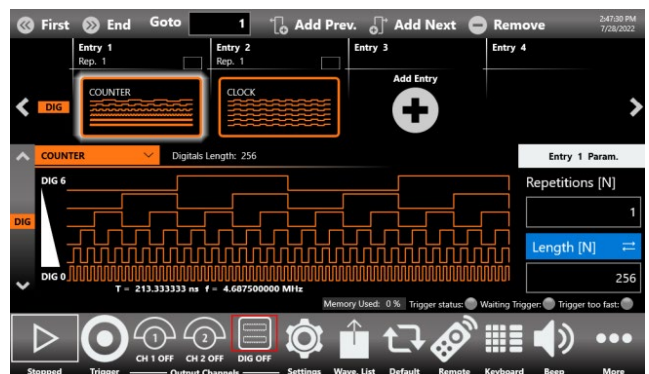 First End Goto 1 Add Prev. Add Next Remove 2:47:30 PM
7/28/2022
Entry 1 Entry 2 Entry 3 Entry 4
Rep. 1 Rep. 1
Add Entry
COUNTER CLOCK
DIG
COUNTER Digitals Length: 256 Entry 1 Param.
DIG 6 Repetitions [N]
1
DIG
Length [N]
DIG 0 256
T = 213.333333 ns f = 4.687500000 MHz
Memory Used: 0 % Trigger status: Waiting Trigger: Trigger too fast:
1 2
CH 1 OFF CH 2 OFF DIG OFF
Stopped Trigger Output Channels Settings Wave. List Default Remote Keyboard Beep More